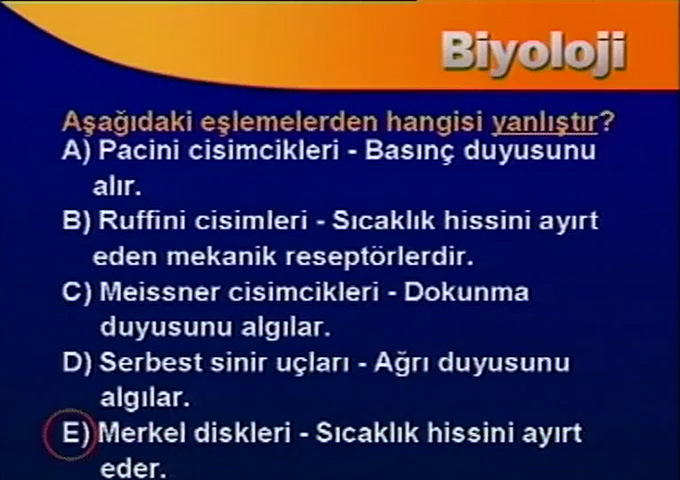 Biyoloji
Aşağıdaki eşlemelerden hangisi yanlıştır?
A) Pacini cisimcikleri - Basınç duyusunu
alır.
B) Ruffini cisimleri - Sıcaklık hissini ayırt
eden mekanik reseptörlerdir.
C) Meissner cisimcikleri - Dokunma
duyusunu algılar.
D) Serbest sinir uçları - Ağrı duyusunu
algılar.
E) Merkel diskleri - Sıcaklık hissini ayırt
eder.